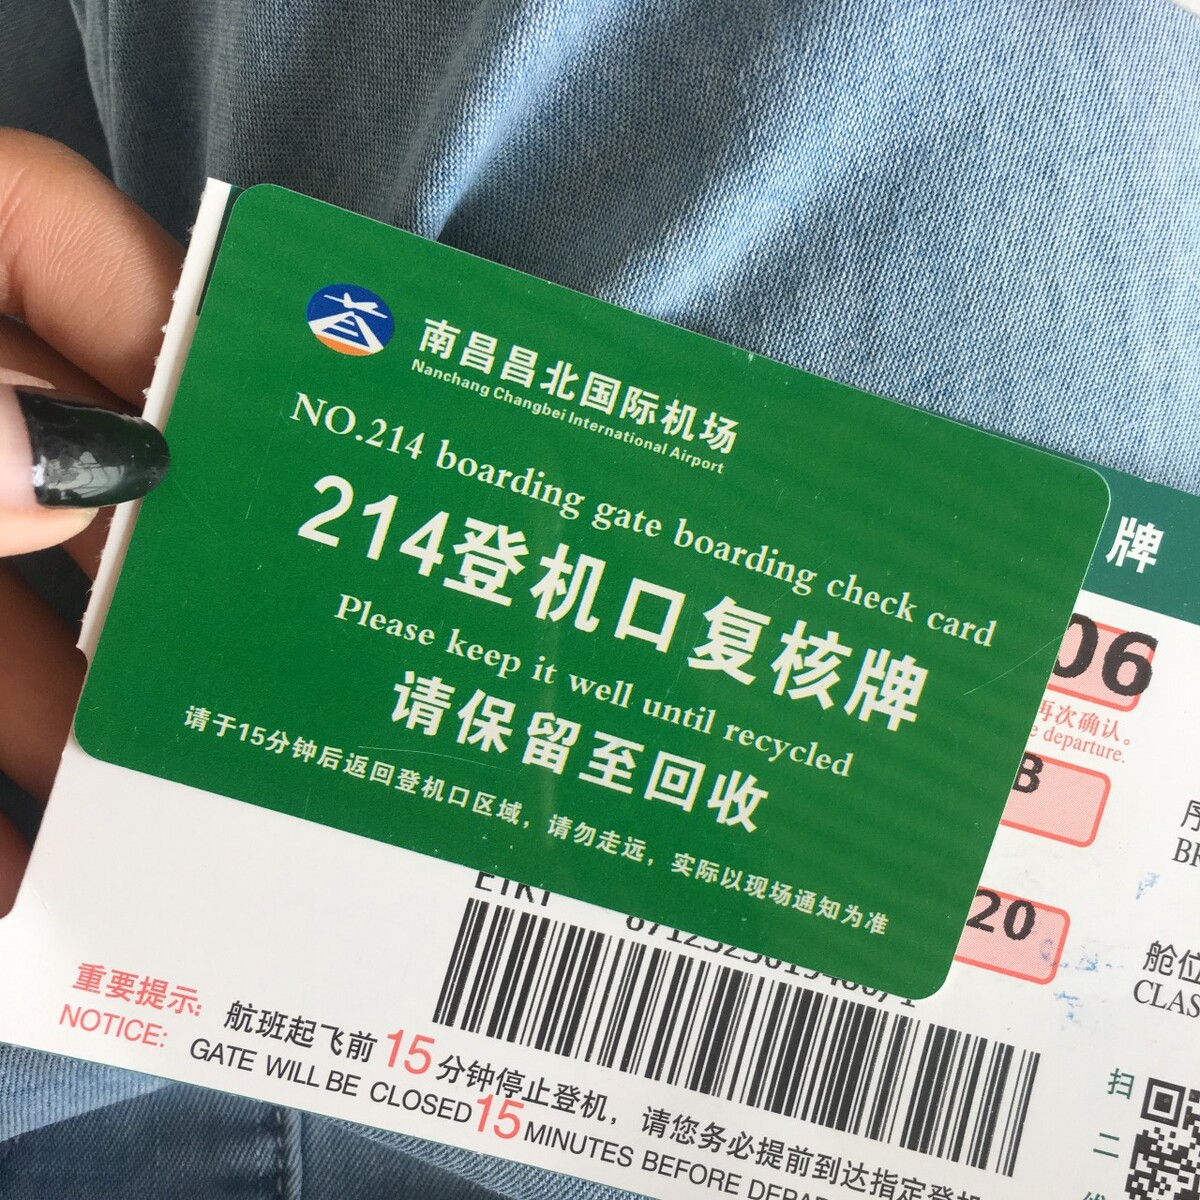 南昌昌北国际机场
Nanchang Changbei International Airport
NO.214 boarding gate boarding check card
214登机口复核牌
Please keep it well until recycled
请保留至回收
请于15分钟后返回登机口区域，请勿走远，实际以现场通知为准
牌
06
再次确认。
departure.
B
20
ETKT
舱位
CLAS
扫
二
重要提示:
NOTICE:
航班起飞前15分钟停止登机，请您务必提前到达指定登机
GATE WILL BE CLOSED 15 MINUTES BEFORE DEPAR